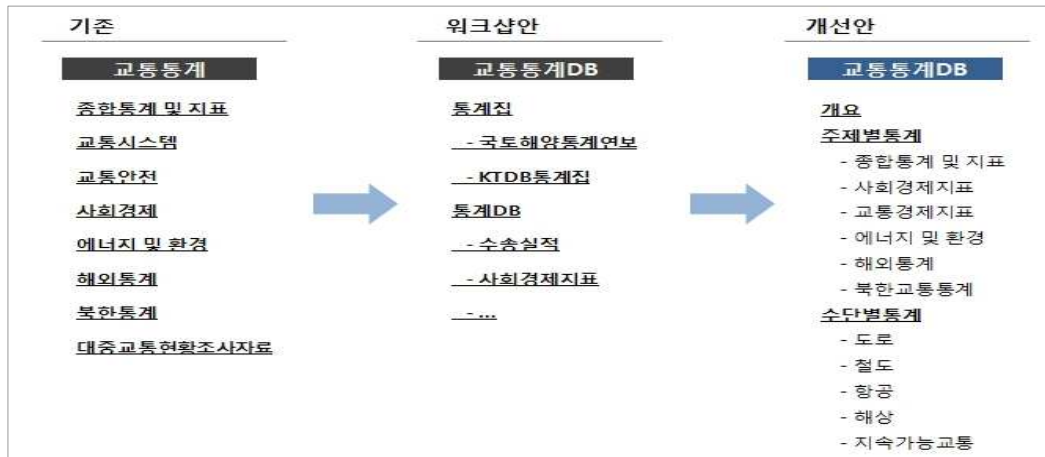 기존
교통통계
종합통계 및 지표
교통시스템
교통안전
사회경제
에너지 및 환경
해외통계
북한통계
대중교통현황조사자료
워크샵안
교통통계DB
통계집
- 국토해양통계연보
- KTDB통계집
통계DB
- 수송실적
- 사회경제지표
- ...
개선안
교통통계DB
개요
주제별통계
- 종합통계 및 지표
- 사회경제지표
- 교통경제지표
- 에너지 및 환경
- 해외통계
- 북한교통통계
수단별통계
- 도로
- 철도
- 항공
- 해상
- 지속가능교통